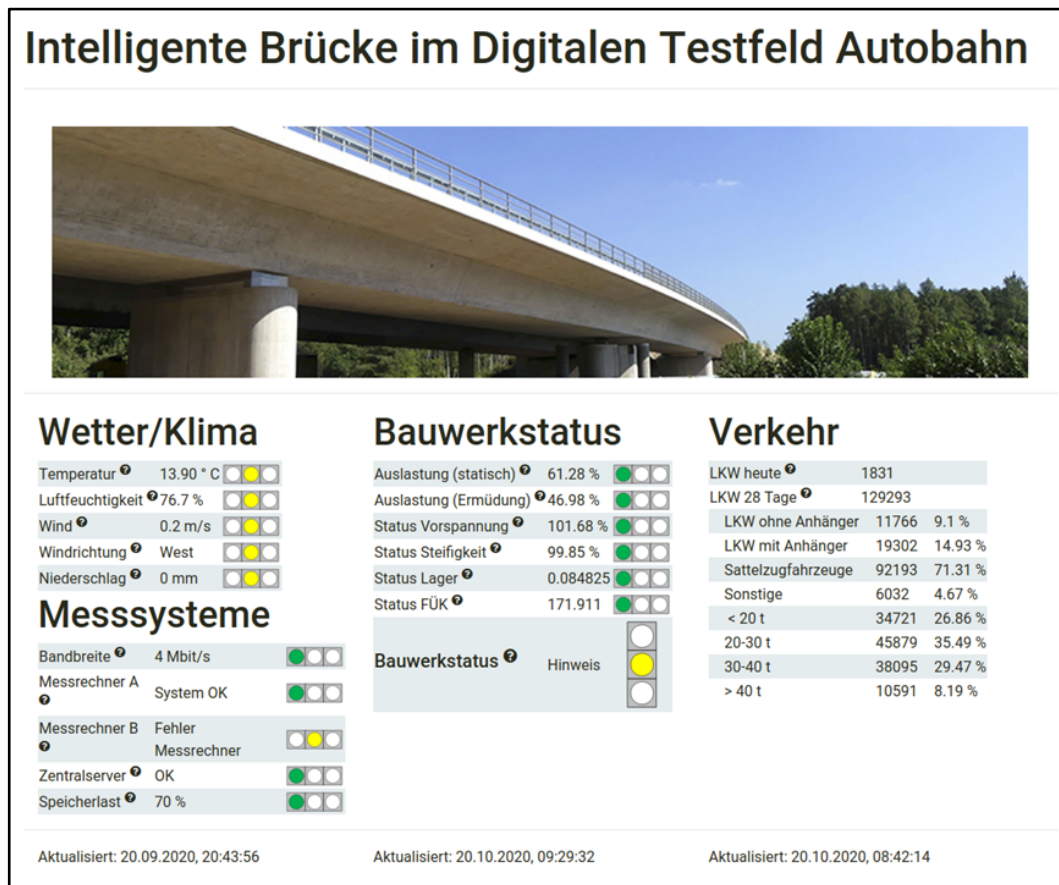 Intelligente Brücke im Digitalen Testfeld Autobahn
Wetter/Klima
Temperatur ? 13.90 ° C
Luftfeuchtigkeit ? 76.7 %
Wind ? 0.2 m/s
Windrichtung ? West
Niederschlag ? 0 mm
Messsysteme
Bandbreite ? 4 Mbit/s
Messrechner A
? System OK
Messrechner B Fehler
? Messrechner
Zentralserver ? OK
Speicherlast ? 70 %
Aktualisiert: 20.09.2020, 20:43:56
Bauwerkstatus
Auslastung (statisch) ? 61.28 %
Auslastung (Ermüdung) ? 46.98 %
Status Vorspannung ? 101.68 %
Status Steifigkeit ? 99.85 %
Status Lager ? 0.084825
Status FÜK ? 171.911
Bauwerkstatus ? Hinweis
Aktualisiert: 20.10.2020, 09:29:32
Verkehr
LKW heute ? 1831
LKW 28 Tage ? 129293
LKW ohne Anhänger 11766 9.1 %
LKW mit Anhänger 19302 14.93 %
Sattelzugfahrzeuge 92193 71.31 %
Sonstige 6032 4.67 %
< 20 t 34721 26.86 %
20-30 t 45879 35.49 %
30-40 t 38095 29.47 %
> 40 t 10591 8.19 %
Aktualisiert: 20.10.2020, 08:42:14